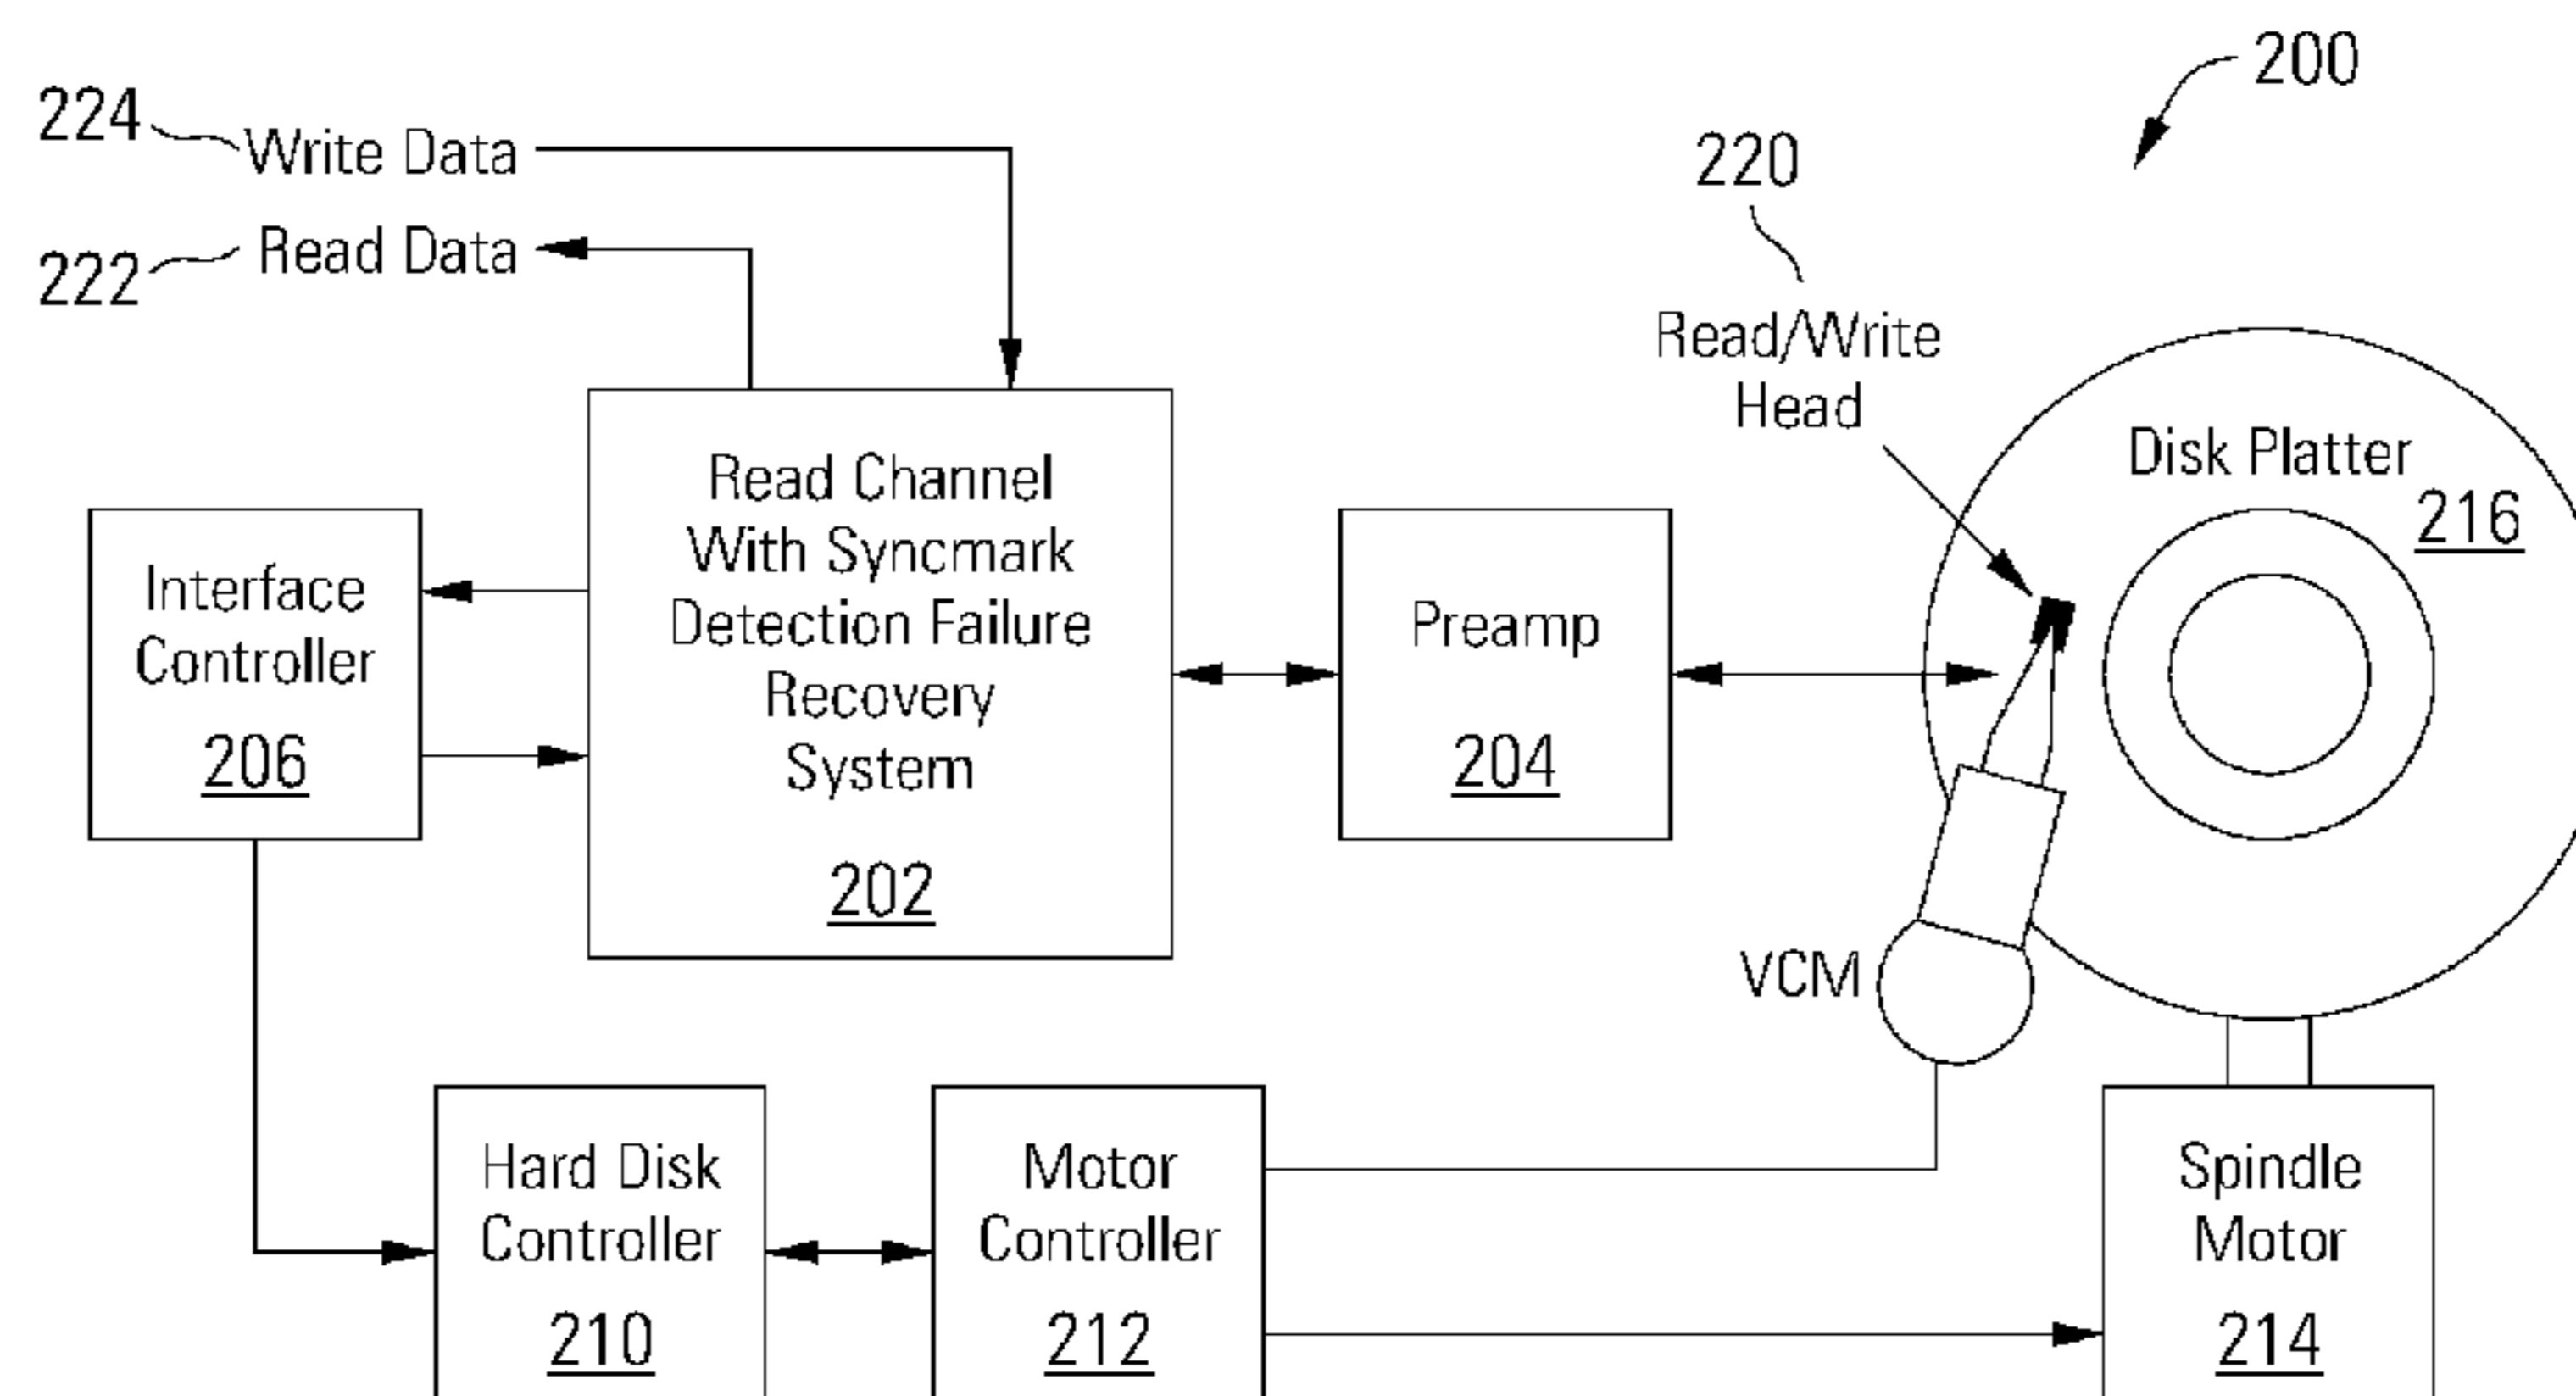 200
224
Write Data
220
222
Read Data
Read/Write
Head
Disk Platter
216
Read Channel
With Syncmark
Detection Failure
Recovery
System
202
Interface
Controller
206
Preamp
204
VCM
Hard Disk
Controller
210
Motor
Controller
212
Spindle
Motor
214